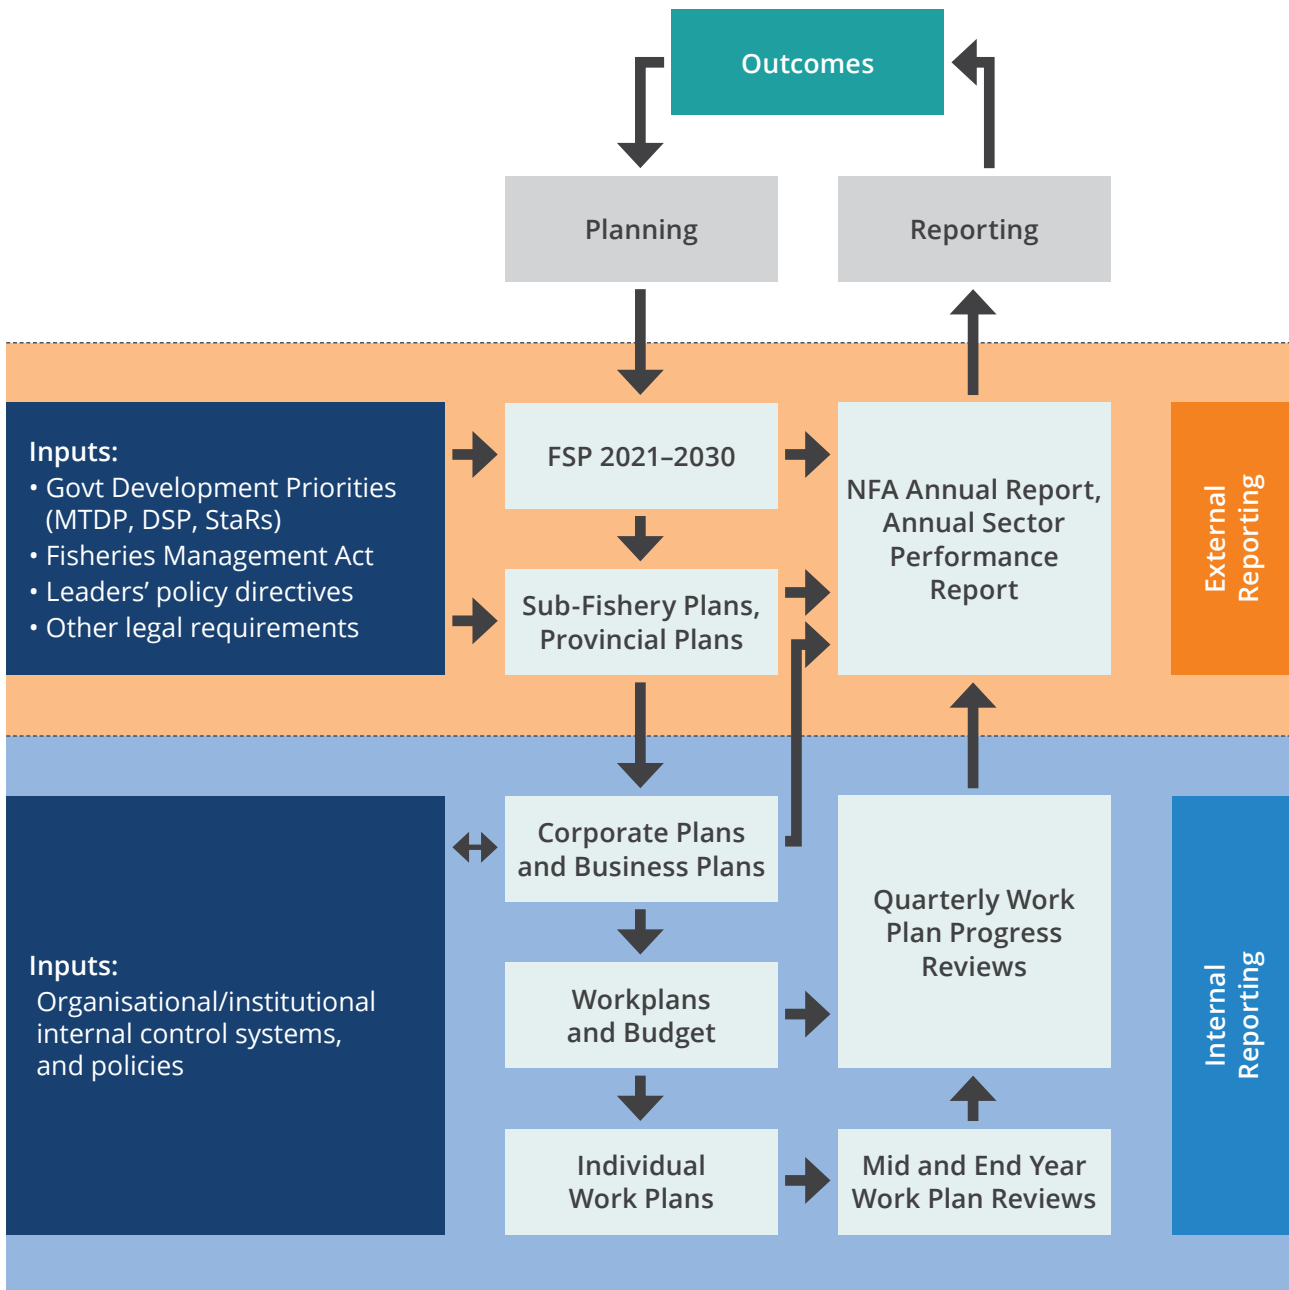 Outcomes
Planning
Reporting
Inputs:
• Govt Development Priorities
(MTDP, DSP, StaRs)
• Fisheries Management Act
• Leaders’ policy directives
• Other legal requirements
FSP 2021–2030
Sub-Fishery Plans,
Provincial Plans
NFA Annual Report,
Annual Sector
Performance
Report
External
Reporting
Inputs:
Organisational/institutional
internal control systems,
and policies
Corporate Plans
and Business Plans
Workplans
and Budget
Individual
Work Plans
Quarterly Work
Plan Progress
Reviews
Mid and End Year
Work Plan Reviews
Internal
Reporting